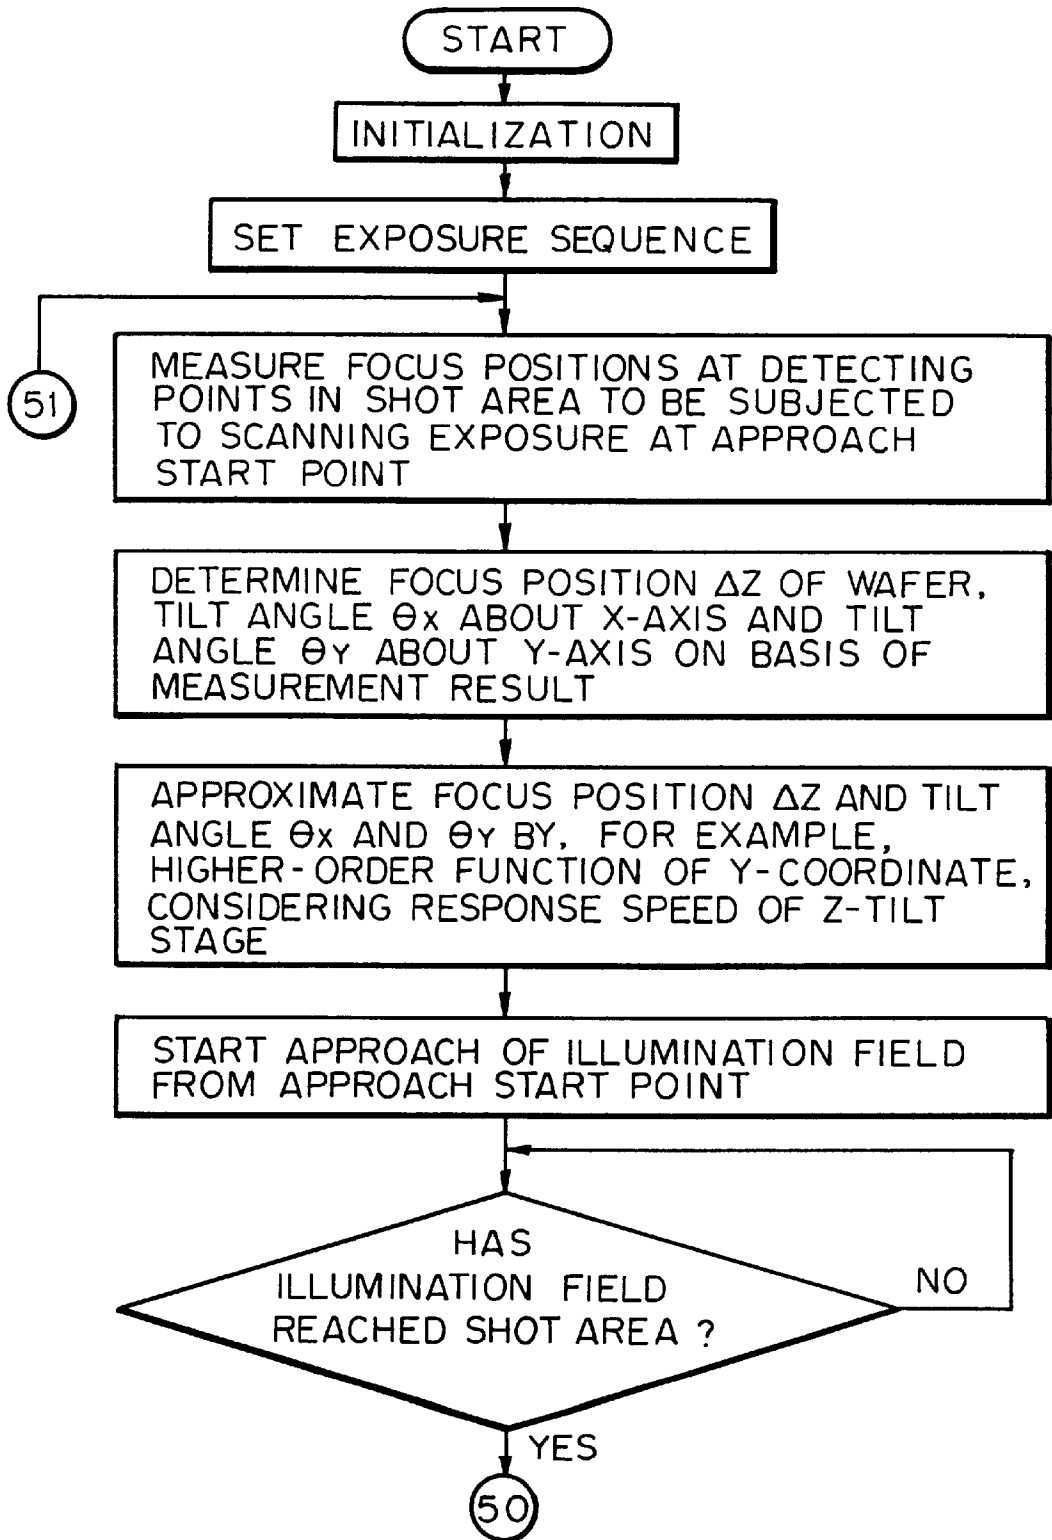 START
INITIALIZATION
SET EXPOSURE SEQUENCE
51
MEASURE FOCUS POSITIONS AT DETECTING
POINTS IN SHOT AREA TO BE SUBJECTED
TO SCANNING EXPOSURE AT APPROACH
START POINT
DETERMINE FOCUS POSITION ΔZ OF WAFER,
TILT ANGLE ΘX ABOUT X-AXIS AND TILT
ANGLE ΘY ABOUT Y-AXIS ON BASIS OF
MEASUREMENT RESULT
APPROXIMATE FOCUS POSITION ΔZ AND TILT
ANGLE ΘX AND ΘY BY, FOR EXAMPLE,
HIGHER-ORDER FUNCTION OF Y-COORDINATE,
CONSIDERING RESPONSE SPEED OF Z-TILT
STAGE
START APPROACH OF ILLUMINATION FIELD
FROM APPROACH START POINT
HAS
ILLUMINATION FIELD
REACHED SHOT AREA ?
NO
YES
50